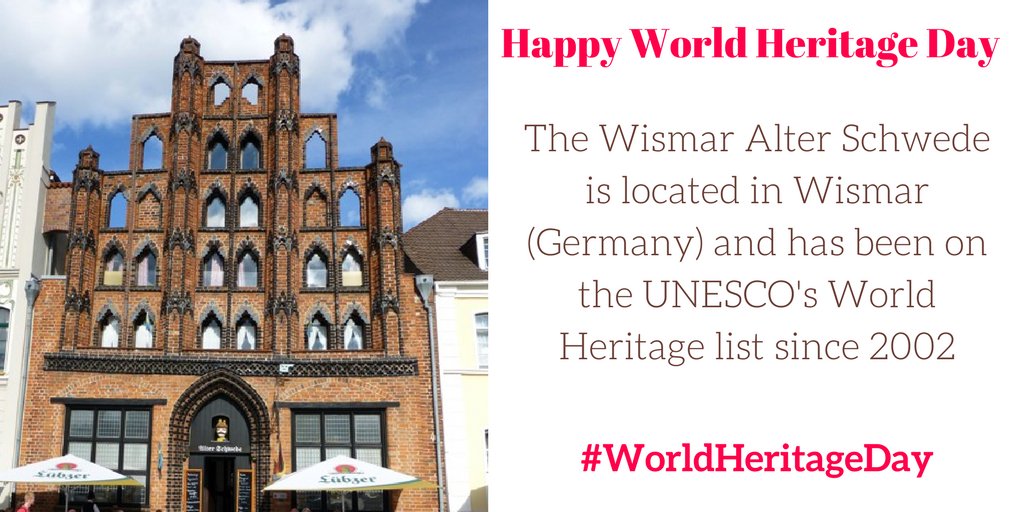 Happy World Heritage Day
The Wismar Alter Schwede
is located in Wismar
(Germany) and has been on
the UNESCO's World
Heritage list since 2002
#WorldHeritageDay
Alter Schwede
Lübzer
Lübzer